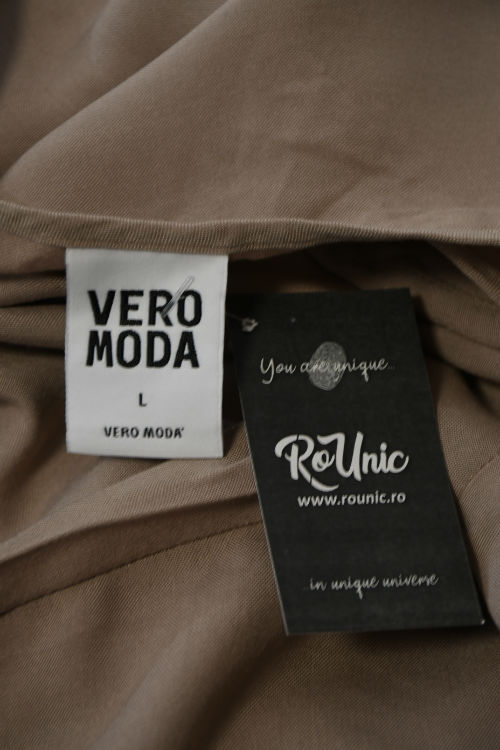 VERO
MODA
L
VERO MODA
You are unique...
RoUnic
www.rounic.ro
...in unique universe